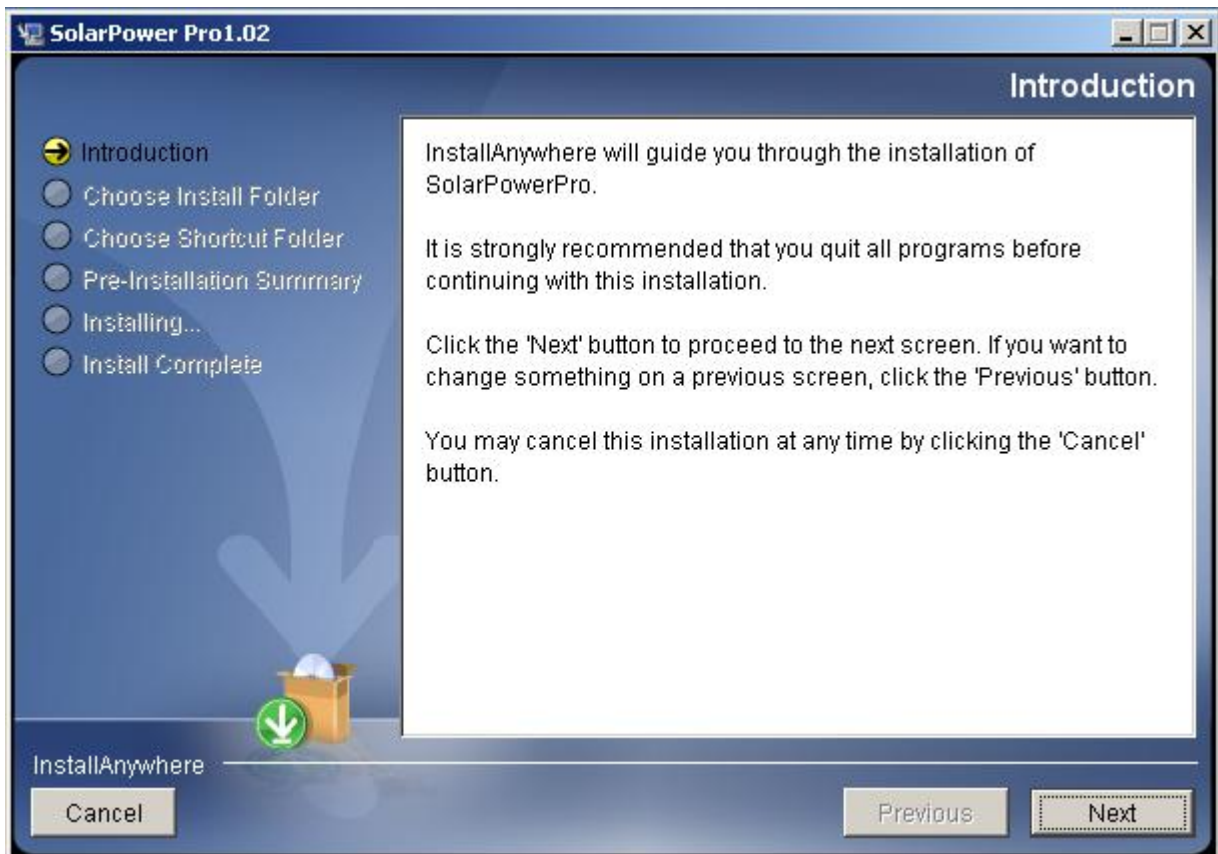 SolarPower Pro1.02
Introduction
Introduction
Choose Install Folder
Choose Shortcut Folder
Pre-Installation Summary
Installing...
Install Complete
InstallAnywhere will guide you through the installation of
SolarPowerPro.
It is strongly recommended that you quit all programs before
continuing with this installation.
Click the 'Next' button to proceed to the next screen. If you want to
change something on a previous screen, click the 'Previous' button.
You may cancel this installation at any time by clicking the 'Cancel'
button.
InstallAnywhere
Cancel
Previous
Next